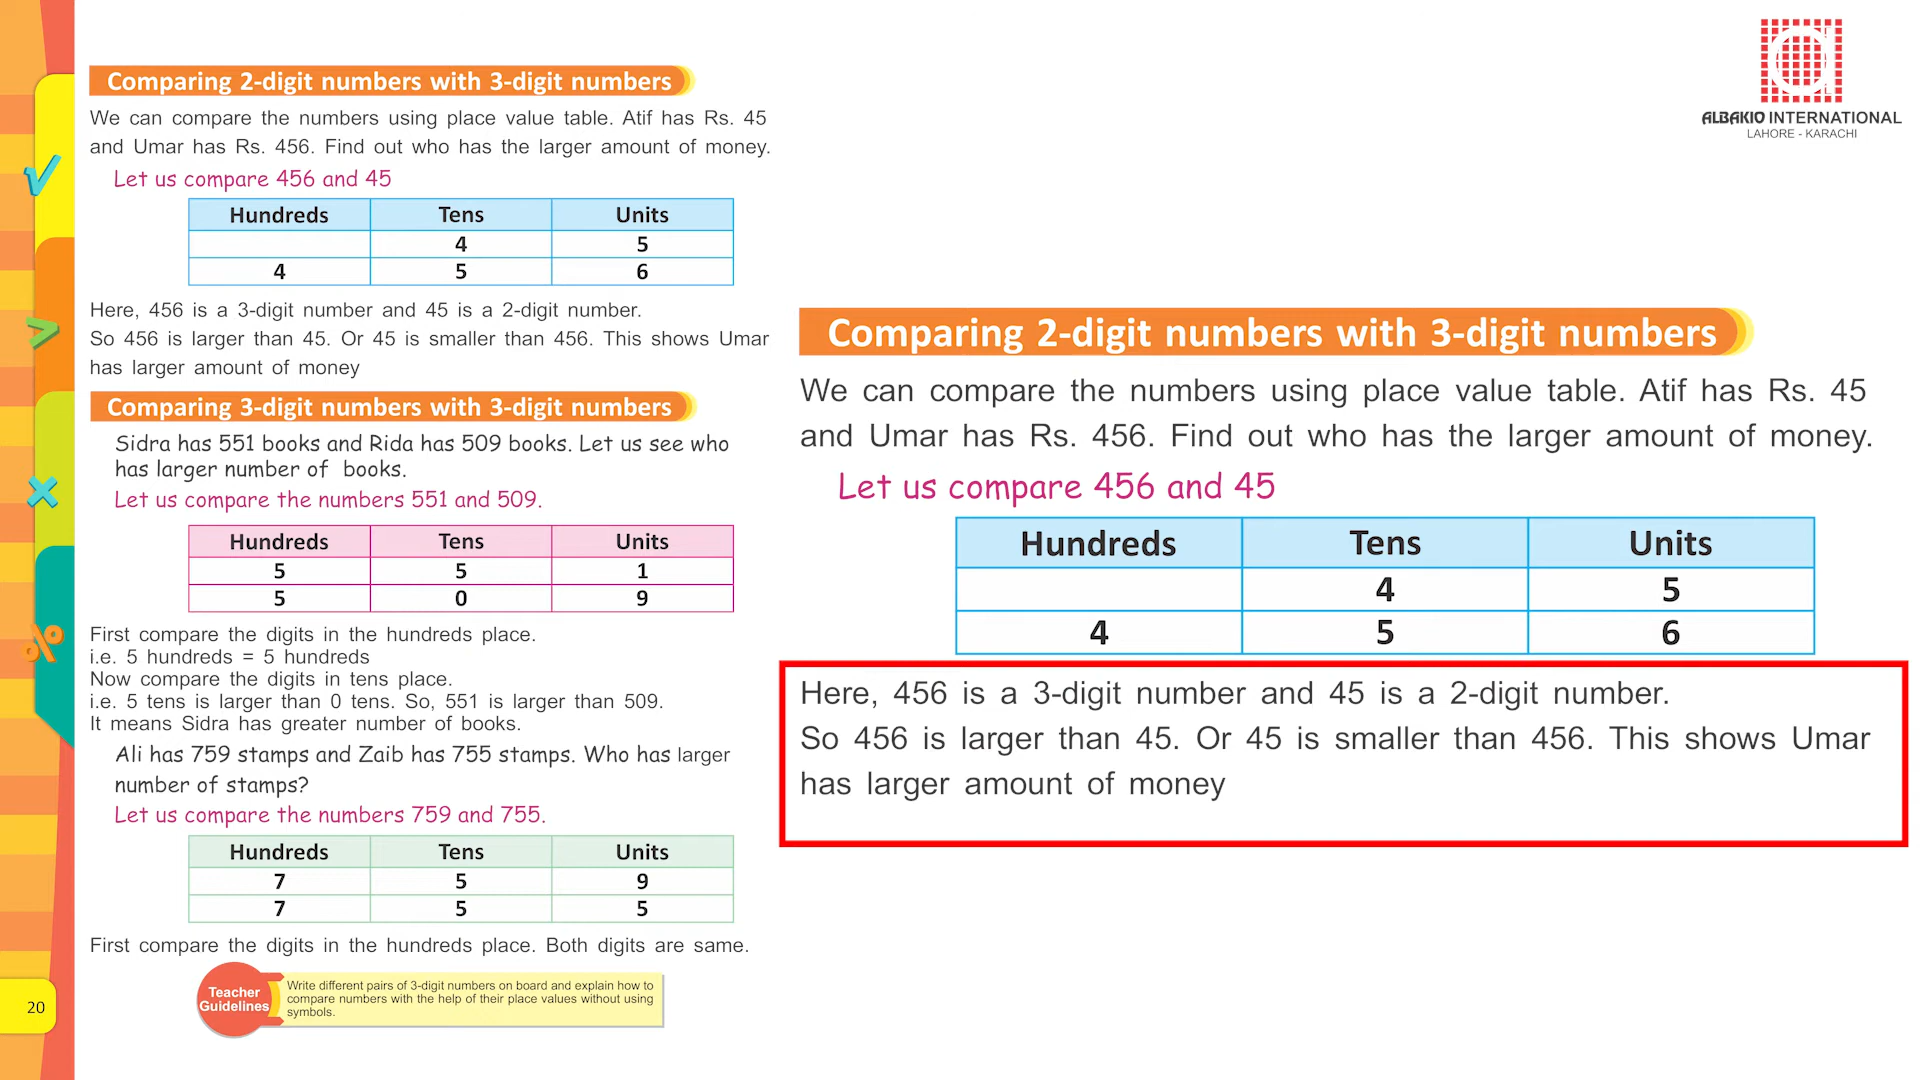 Comparing 2-digit numbers with 3-digit numbers
We can compare the numbers using place value table. Atif has Rs. 45
and Umar has Rs. 456. Find out who has the larger amount of money.
Let us compare 456 and 45
Hundreds Tens Units
4 5
4 5 6
Here, 456 is a 3-digit number and 45 is a 2-digit number.
So 456 is larger than 45. Or 45 is smaller than 456. This shows Umar
has larger amount of money
Comparing 3-digit numbers with 3-digit numbers
Sidra has 551 books and Rida has 509 books. Let us see who
has larger number of books.
Let us compare the numbers 551 and 509.
Hundreds Tens Units
5 5 1
5 0 9
First compare the digits in the hundreds place.
i.e. 5 hundreds = 5 hundreds
Now compare the digits in tens place.
i.e. 5 tens is larger than 0 tens. So, 551 is larger than 509.
It means Sidra has greater number of books.
Ali has 759 stamps and Zaib has 755 stamps. Who has larger
number of stamps?
Let us compare the numbers 759 and 755.
Hundreds Tens Units
7 5 9
7 5 5
First compare the digits in the hundreds place. Both digits are same.
Teacher
Guidelines
Write different pairs of 3-digit numbers on board and explain how to
compare numbers with the help of their place values without using
symbols.
20
ALBAKIO INTERNATIONAL
LAHORE - KARACHI
Comparing 2-digit numbers with 3-digit numbers
We can compare the numbers using place value table. Atif has Rs. 45
and Umar has Rs. 456. Find out who has the larger amount of money.
Let us compare 456 and 45
Hundreds Tens Units
4 5
4 5 6
Here, 456 is a 3-digit number and 45 is a 2-digit number.
So 456 is larger than 45. Or 45 is smaller than 456. This shows Umar
has larger amount of money